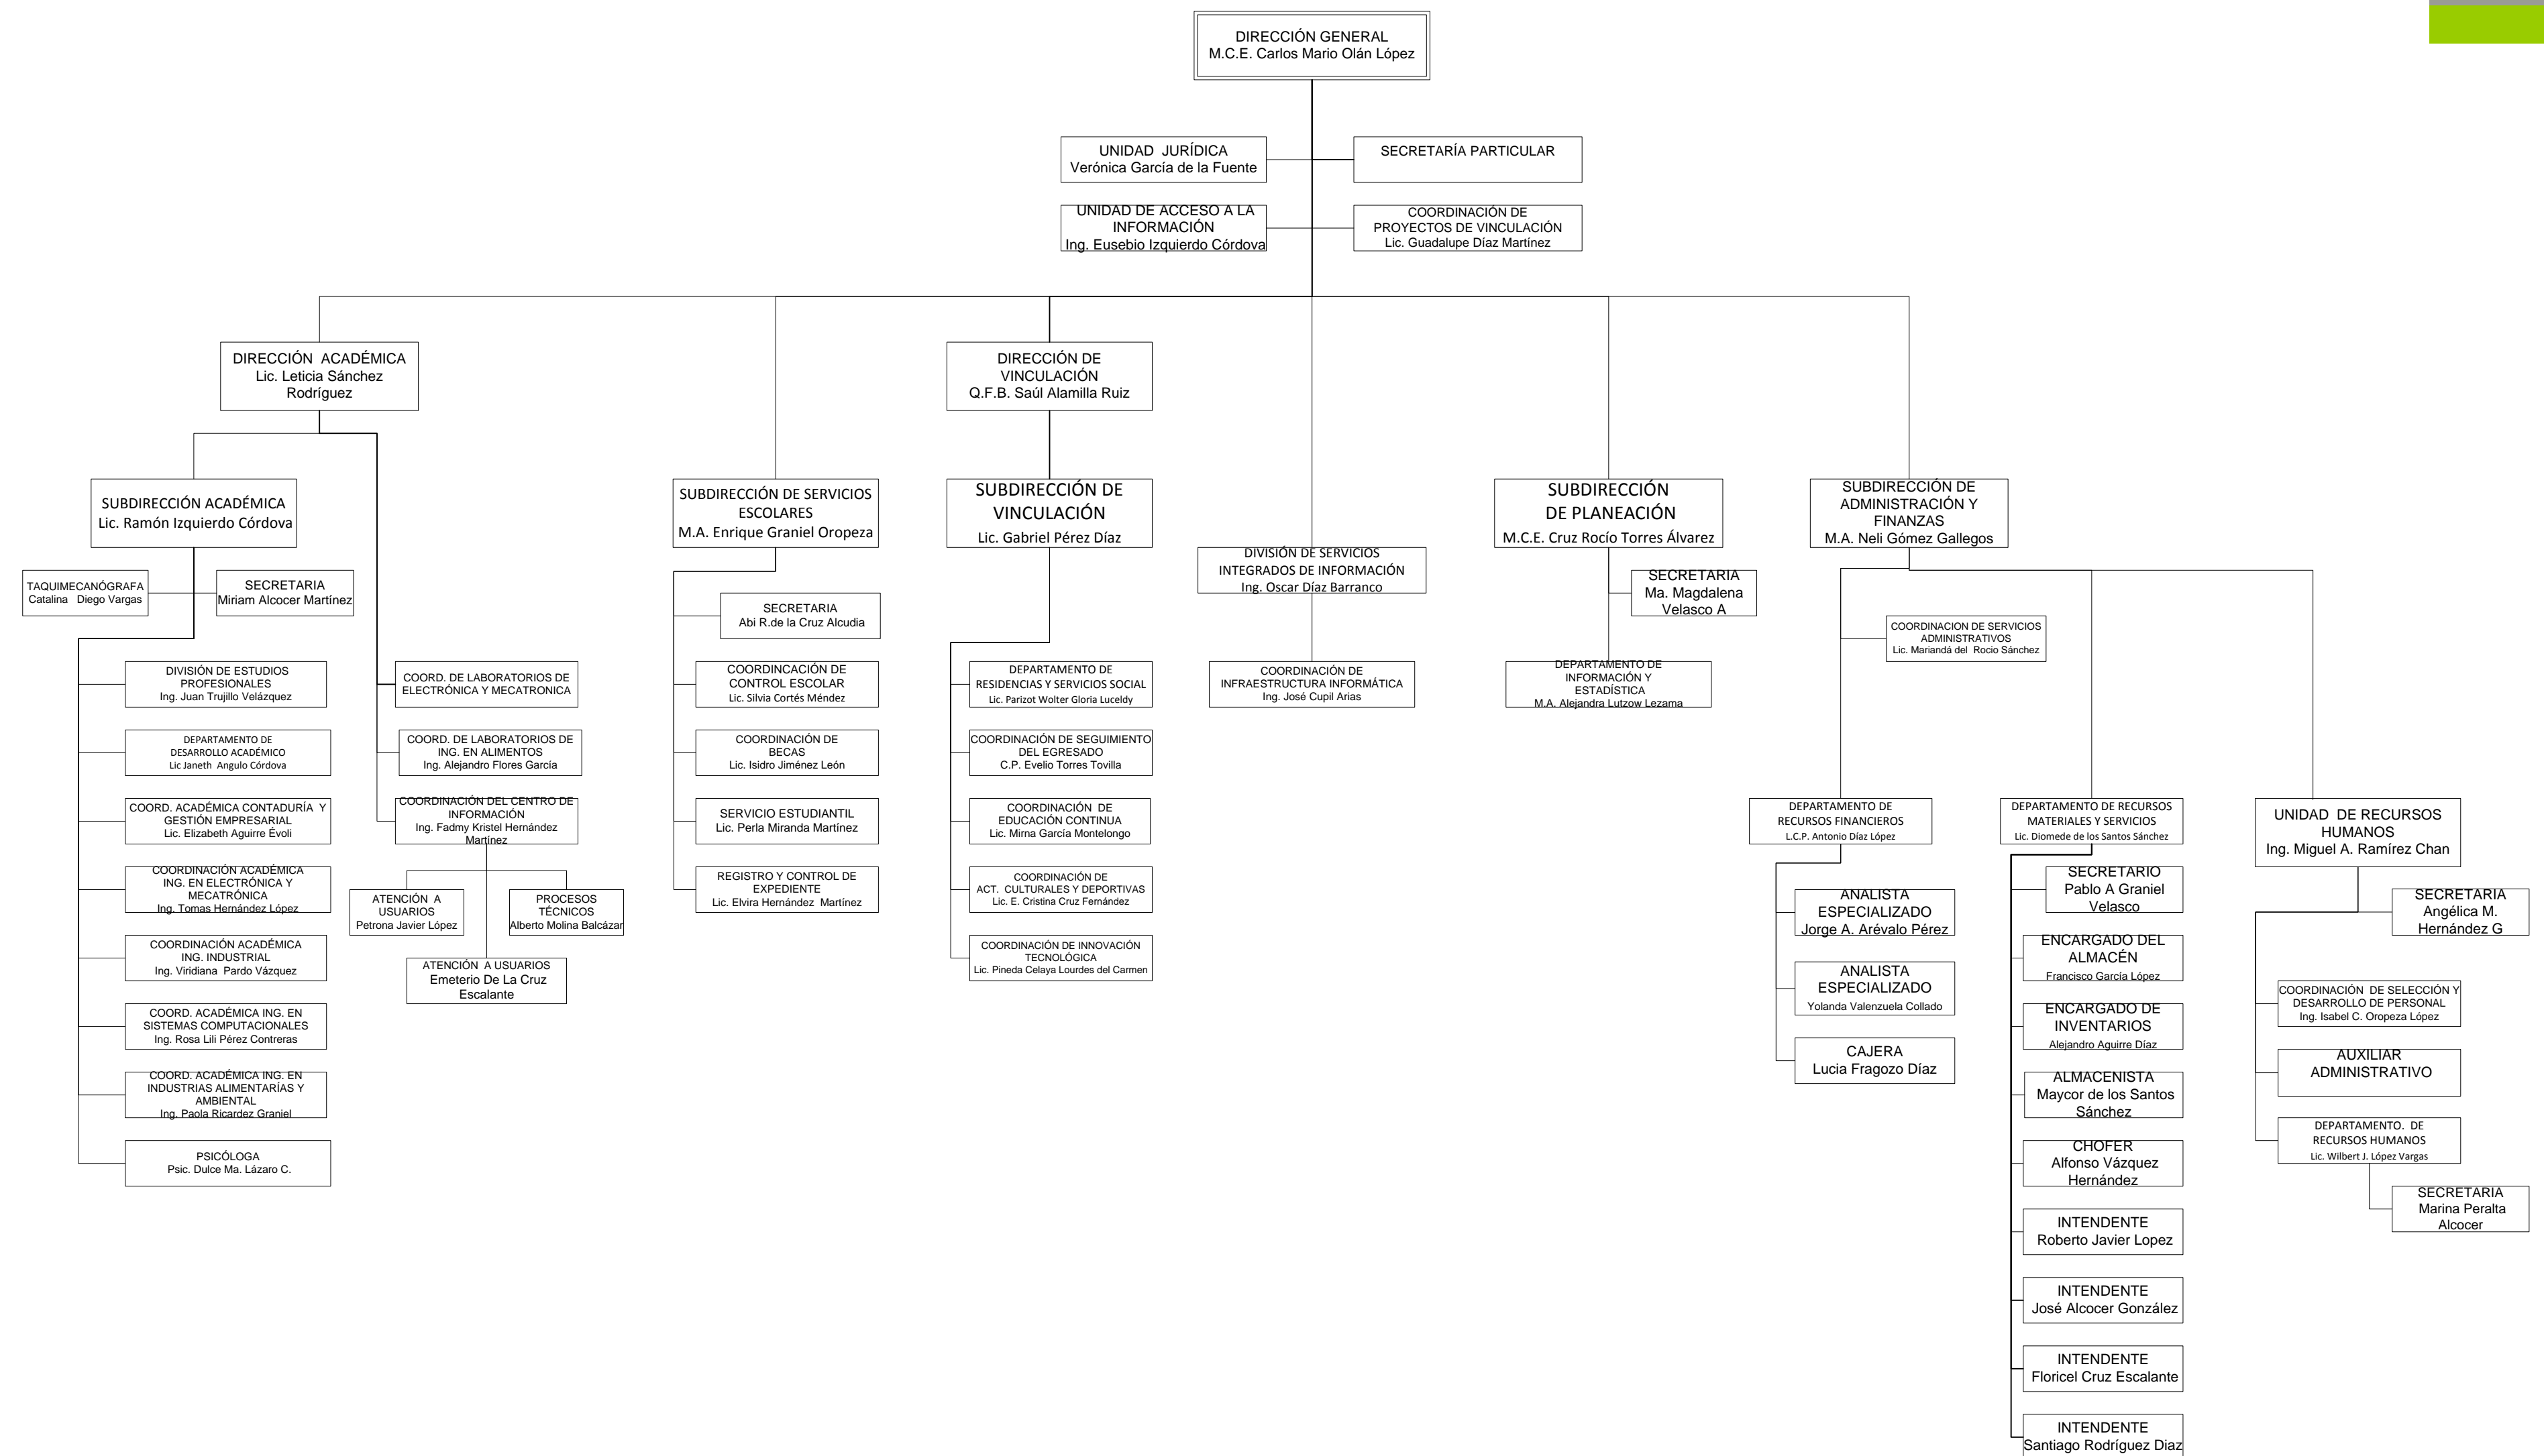 DIRECCIÓN GENERAL
M.C.E. Carlos Mario Olán López
UNIDAD JURÍDICA
Verónica García de la Fuente
SECRETARÍA PARTICULAR
UNIDAD DE ACCESO A LA
INFORMACIÓN
Ing. Eusebio Izquierdo Córdova
COORDINACIÓN DE
PROYECTOS DE VINCULACIÓN
Lic. Guadalupe Díaz Martínez
DIRECCIÓN ACADÉMICA
Lic. Leticia Sánchez
Rodríguez
DIRECCIÓN DE
VINCULACIÓN
Q.F.B. Saúl Alamilla Ruiz
SUBDIRECCIÓN ACADÉMICA
Lic. Ramón Izquierdo Córdova
SUBDIRECCIÓN DE SERVICIOS
ESCOLARES
M.A. Enrique Graniel Oropeza
SUBDIRECCIÓN DE
VINCULACIÓN
Lic. Gabriel Pérez Díaz
DIVISIÓN DE SERVICIOS
INTEGRADOS DE INFORMACIÓN
Ing. Oscar Díaz Barranco
SUBDIRECCIÓN
DE PLANEACIÓN
M.C.E. Cruz Rocío Torres Álvarez
SUBDIRECCIÓN DE
ADMINISTRACIÓN Y
FINANZAS
M.A. Neli Gómez Gallegos
TAQUIMECANÓGRAFA
Catalina Diego Vargas
SECRETARIA
Miriam Alcocer Martínez
DIVISIÓN DE ESTUDIOS
PROFESIONALES
Ing. Juan Trujillo Velázquez
DEPARTAMENTO DE
DESARROLLO ACADÉMICO
Lic Janeth Angulo Córdova
COORD. ACADÉMICA CONTADURÍA Y
GESTIÓN EMPRESARIAL
Lic. Elizabeth Aguirre Évoli
COORDINACIÓN ACADÉMICA
ING. EN ELECTRÓNICA Y
MECATRÓNICA
Ing. Tomas Hernández López
COORDINACIÓN ACADÉMICA
ING. INDUSTRIAL
Ing. Viridiana Pardo Vázquez
COORD. ACADÉMICA ING. EN
SISTEMAS COMPUTACIONALES
Ing. Rosa Lili Pérez Contreras
COORD. ACADÉMICA ING. EN
INDUSTRIAS ALIMENTARÍAS Y
AMBIENTAL
Ing. Paola Ricardez Graniel
PSICÓLOGA
Psic. Dulce Ma. Lázaro C.
COORD. DE LABORATORIOS DE
ELECTRÓNICA Y MECATRONICA
COORD. DE LABORATORIOS DE
ING. EN ALIMENTOS
Ing. Alejandro Flores García
COORDINACIÓN DEL CENTRO DE
INFORMACIÓN
Ing. Fadmy Kristel Hernández
Martínez
ATENCIÓN A
USUARIOS
Petrona Javier López
PROCESOS
TÉCNICOS
Alberto Molina Balcázar
ATENCIÓN A USUARIOS
Emeterio De La Cruz
Escalante
SECRETARIA
Abi R.de la Cruz Alcudia
COORDINCACIÓN DE
CONTROL ESCOLAR
Lic. Silvia Cortés Méndez
COORDINACIÓN DE
BECAS
Lic. Isidro Jiménez León
SERVICIO ESTUDIANTIL
Lic. Perla Miranda Martínez
REGISTRO Y CONTROL DE
EXPEDIENTE
Lic. Elvira Hernández Martínez
DEPARTAMENTO DE
RESIDENCIAS Y SERVICIOS SOCIAL
Lic. Parizot Wolter Gloria Luceldy
COORDINACIÓN DE SEGUIMIENTO
DEL EGRESADO
C.P. Evelio Torres Tovilla
COORDINACIÓN DE
EDUCACIÓN CONTINUA
Lic. Mirna García Montelongo
COORDINACIÓN DE
ACT. CULTURALES Y DEPORTIVAS
Lic. E. Cristina Cruz Fernández
COORDINACIÓN DE INNOVACIÓN
TECNOLÓGICA
Lic. Pineda Celaya Lourdes del Carmen
COORDINACIÓN DE
INFRAESTRUCTURA INFORMÁTICA
Ing. José Cupil Arias
SECRETARIA
Ma. Magdalena
Velasco A
DEPARTAMENTO DE
INFORMACIÓN Y
ESTADÍSTICA
M.A. Alejandra Lutzow Lezama
COORDINACION DE SERVICIOS
ADMINISTRATIVOS
Lic. Mariandá del Rocio Sánchez
DEPARTAMENTO DE
RECURSOS FINANCIEROS
L.C.P. Antonio Díaz López
ANALISTA
ESPECIALIZADO
Jorge A. Arévalo Pérez
ANALISTA
ESPECIALIZADO
Yolanda Valenzuela Collado
CAJERA
Lucia Fragozo Díaz
DEPARTAMENTO DE RECURSOS
MATERIALES Y SERVICIOS
Lic. Diomede de los Santos Sánchez
SECRETARIO
Pablo A Graniel
Velasco
ENCARGADO DEL
ALMACÉN
Francisco García López
ENCARGADO DE
INVENTARIOS
Alejandro Aguirre Díaz
ALMACENISTA
Maycor de los Santos
Sánchez
CHOFER
Alfonso Vázquez
Hernández
INTENDENTE
Roberto Javier Lopez
INTENDENTE
José Alcocer González
INTENDENTE
Floricel Cruz Escalante
INTENDENTE
Santiago Rodríguez Diaz
UNIDAD DE RECURSOS
HUMANOS
Ing. Miguel A. Ramírez Chan
SECRETARIA
Angélica M.
Hernández G
COORDINACIÓN DE SELECCIÓN Y
DESARROLLO DE PERSONAL
Ing. Isabel C. Oropeza López
AUXILIAR
ADMINISTRATIVO
DEPARTAMENTO. DE
RECURSOS HUMANOS
Lic. Wilbert J. López Vargas
SECRETARIA
Marina Peralta
Alcocer